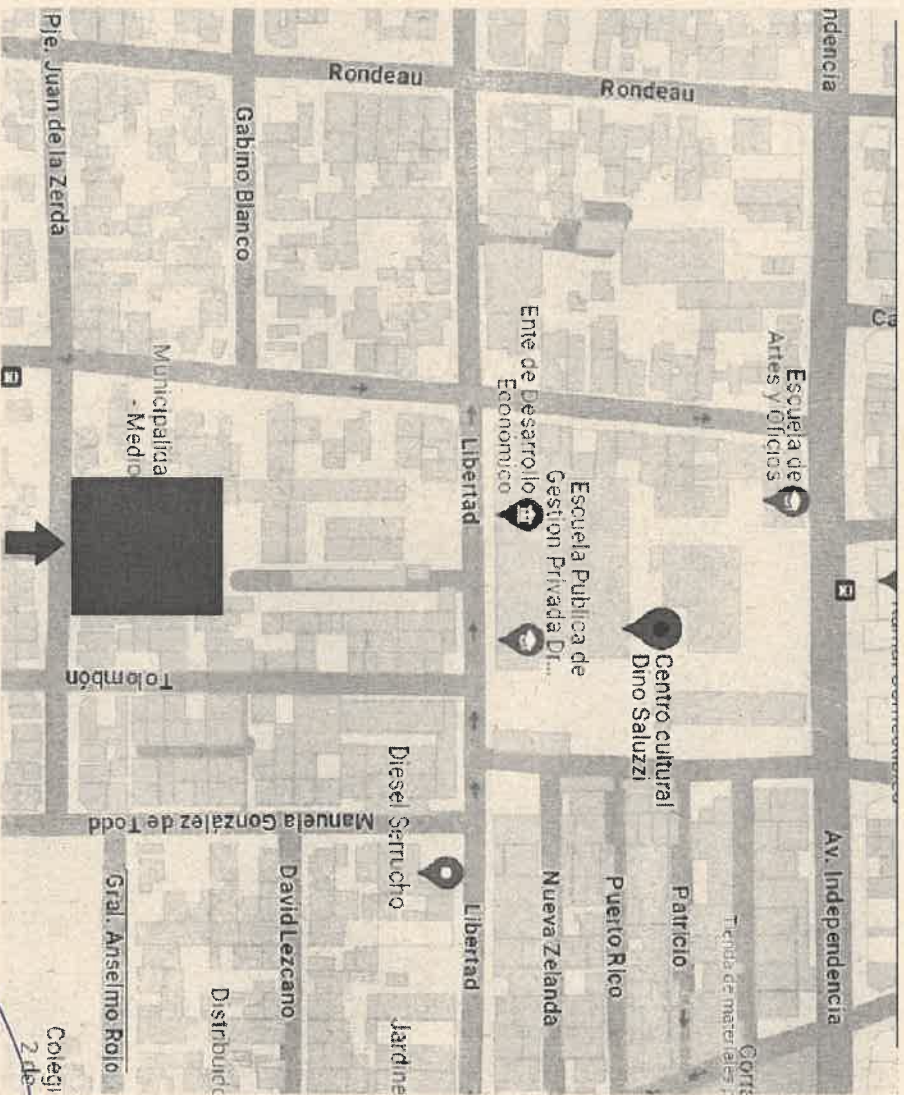 Pje. Juan de la Zerda
Gabino Blanco
Rondeau
Rondeau
ndencia
Ca
Municipalida
- Medio
Ente de Desarrollo
Económico
Escuela de
Artes y Oficios
Libertad
Escuela Publica de
Gestion Privada Dr...
Centro cultural
Dino Saluzzi
Tolombón
Diesel Serrucho
Manuela González de Todd
Gral. Anselmo Rojo
David Lezcano
Libertad
Nueva Zelanda
Puerto Rico
Patricio
Tienda de materiales
Corra
Av. Independencia
Distribuido
Jardine
Colegi
2 de